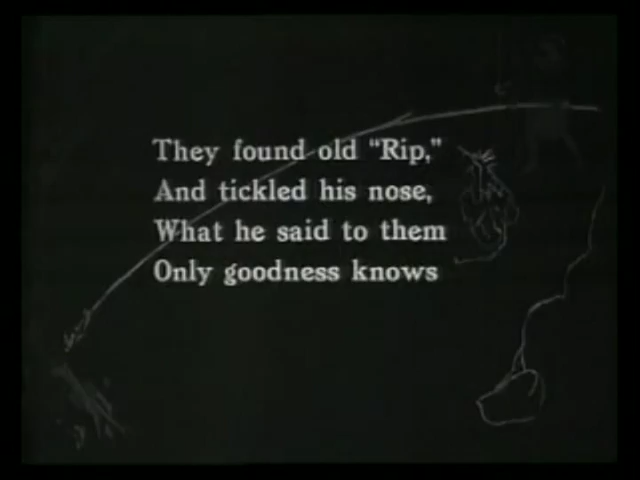 They found old "Rip,"
And tickled his nose,
What he said to them
Only goodness knows